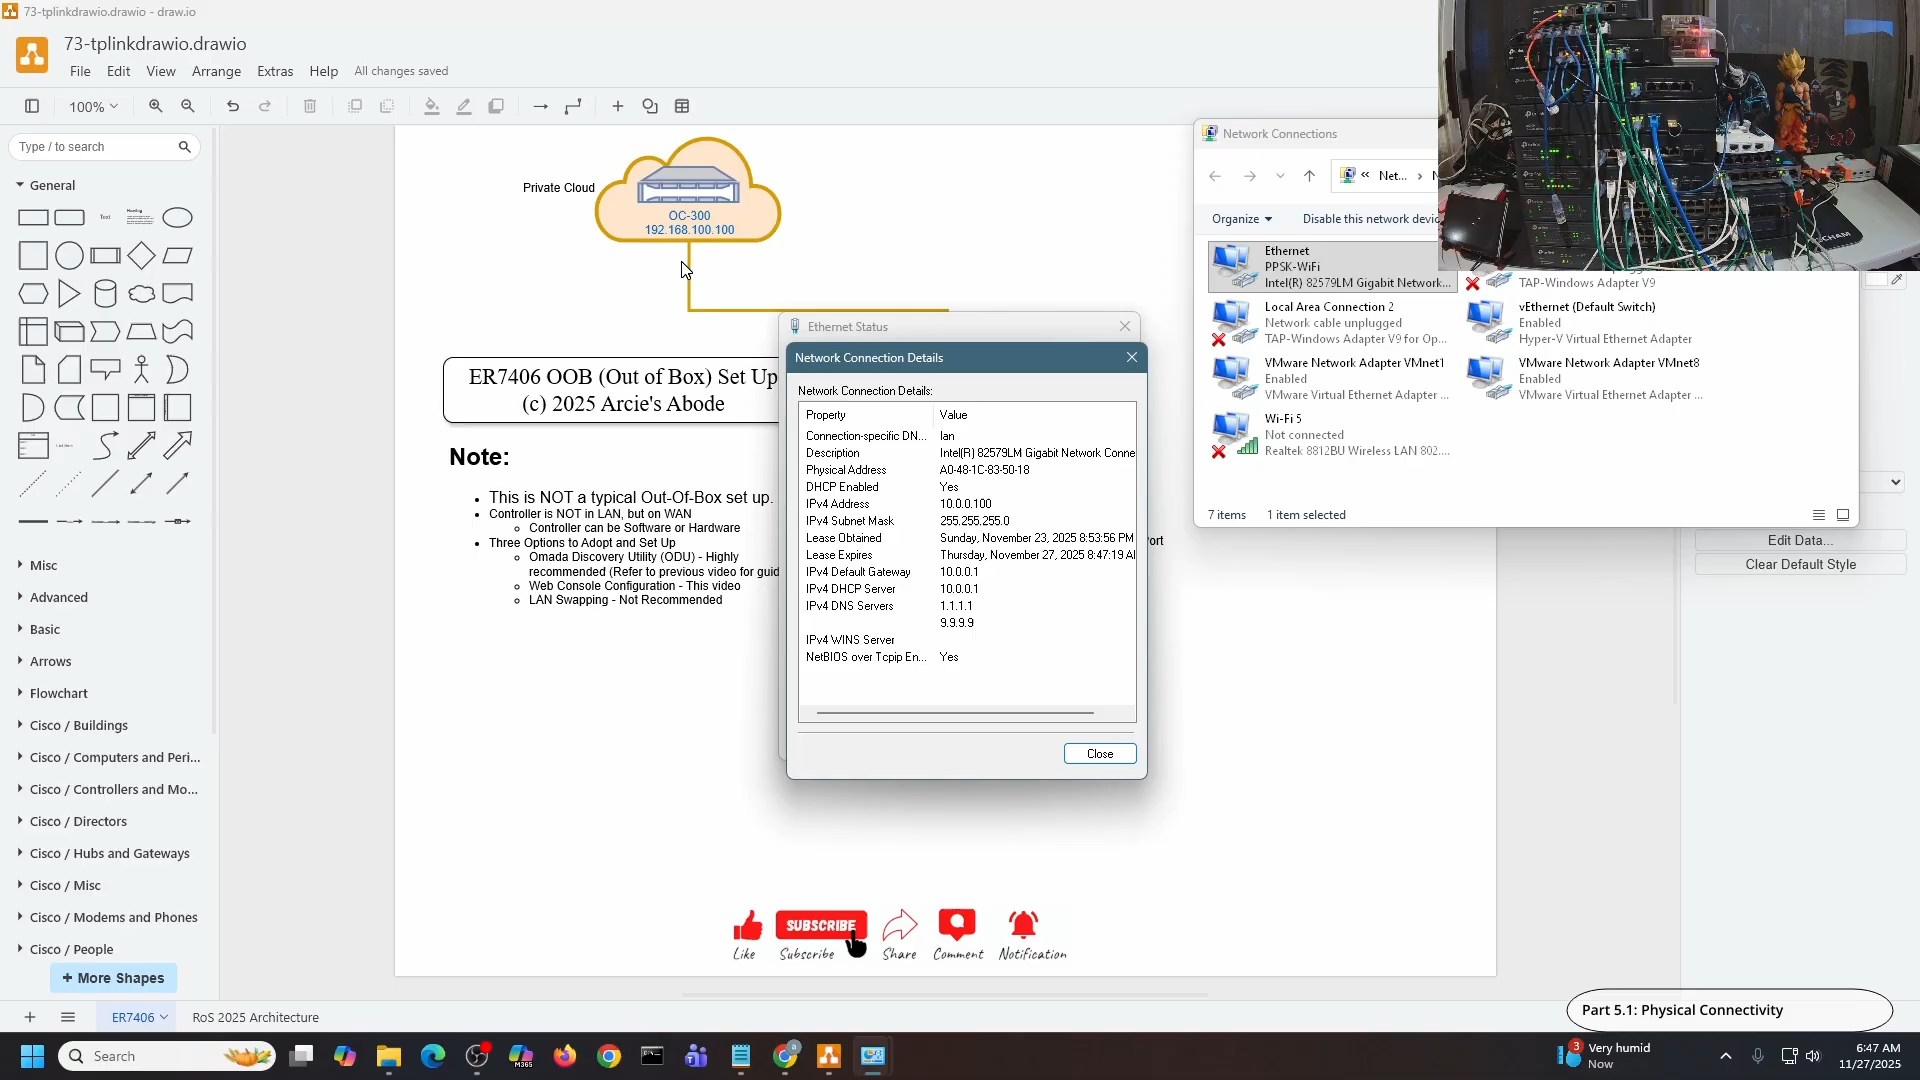 73-tplinkdrawio.drawio - draw.io
73-tplinkdrawio.drawio
File Edit View Arrange Extras Help All changes saved
100%
Type / to search
General
Text
Heading
List Item
Misc
Advanced
Basic
Arrows
Flowchart
Cisco / Buildings
Cisco / Computers and Peri...
Cisco / Controllers and Mo...
Cisco / Directors
Cisco / Hubs and Gateways
Cisco / Misc
Cisco / Modems and Phones
Cisco / People
+ More Shapes
Private Cloud
OC-300
192.168.100.100
ER7406 OOB (Out of Box) Set Up
(c) 2025 Arcie's Abode
Note:
• This is NOT a typical Out-Of-Box set up.
• Controller is NOT in LAN, but on WAN
Controller can be Software or Hardware
• Three Options to Adopt and Set Up
Omada Discovery Utility (ODU) - Highly
recommended (Refer to previous video for guid
Web Console Configuration - This video
LAN Swapping - Not Recommended
Ethernet Status
Network Connection Details
Network Connection Details:
Property Value
Connection-specific DN... lan
Description Intel(R) 82579LM Gigabit Network Conne
Physical Address A0-48-1C-83-50-18
DHCP Enabled Yes
IPv4 Address 10.0.0.100
IPv4 Subnet Mask 255.255.255.0
Lease Obtained Sunday, November 23, 2025 8:53:56 PM
Lease Expires Thursday, November 27, 2025 8:47:19 AI
IPv4 Default Gateway 10.0.0.1
IPv4 DHCP Server 10.0.0.1
IPv4 DNS Servers 1.1.1.1
9.9.9.9
IPv4 WINS Server
NetBIOS over Tcpip En... Yes
Close
ort
Network Connections
« Net... › N
Organize Disable this network devic
Ethernet
PPSK-WiFi
Intel(R) 82579LM Gigabit Network...
TAP-Windows Adapter V9
Local Area Connection 2
Network cable unplugged
TAP-Windows Adapter V9 for Op...
vEthernet (Default Switch)
Enabled
Hyper-V Virtual Ethernet Adapter
VMware Network Adapter VMnet1
Enabled
VMware Virtual Ethernet Adapter ...
VMware Network Adapter VMnet8
Enabled
VMware Virtual Ethernet Adapter ...
Wi-Fi 5
Not connected
Realtek 8812BU Wireless LAN 802....
7 items 1 item selected
Edit Data...
Clear Default Style
SUBSCRIBE
Like Subscribe Share Comment Notification
ER7406 RoS 2025 Architecture
Part 5.1: Physical Connectivity
Search
M365
3
Very humid
Now
6:47 AM
11/27/2025